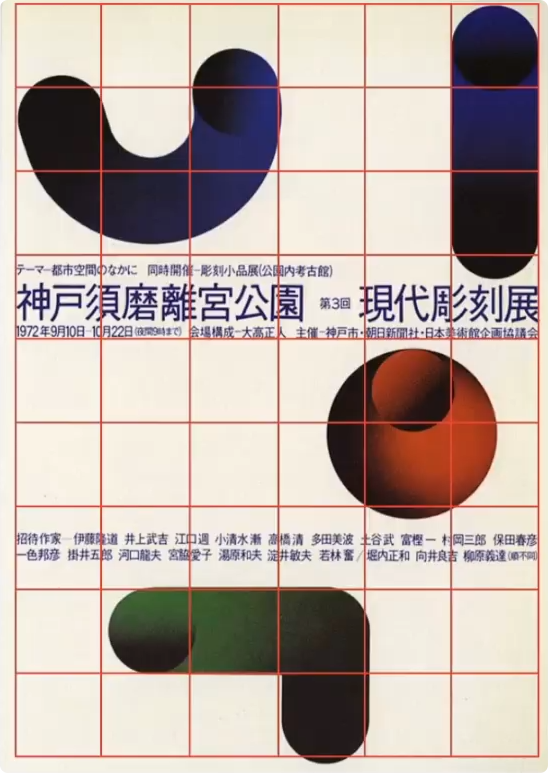 テーマ─都市空間のなかに　同時開催─彫刻小品展(公園内考古館)
神戸須磨離宮公園 第3回 現代彫刻展
1972年9月10日─10月22日(夜間9時まで)　会場構成─大高正人　主催─神戸市・朝日新聞社・日本美術館企画協議会
招待作家─伊藤隆道 井上武吉 江口週 小清水漸 高橋清 多田美波 土谷武 富樫一 村岡三郎 保田春彦
一色邦彦 掛井五郎 河口龍夫 宮脇愛子 湯原和夫 淀井敏夫 若林奮／堀内正和 向井良吉 柳原義達(順不同)